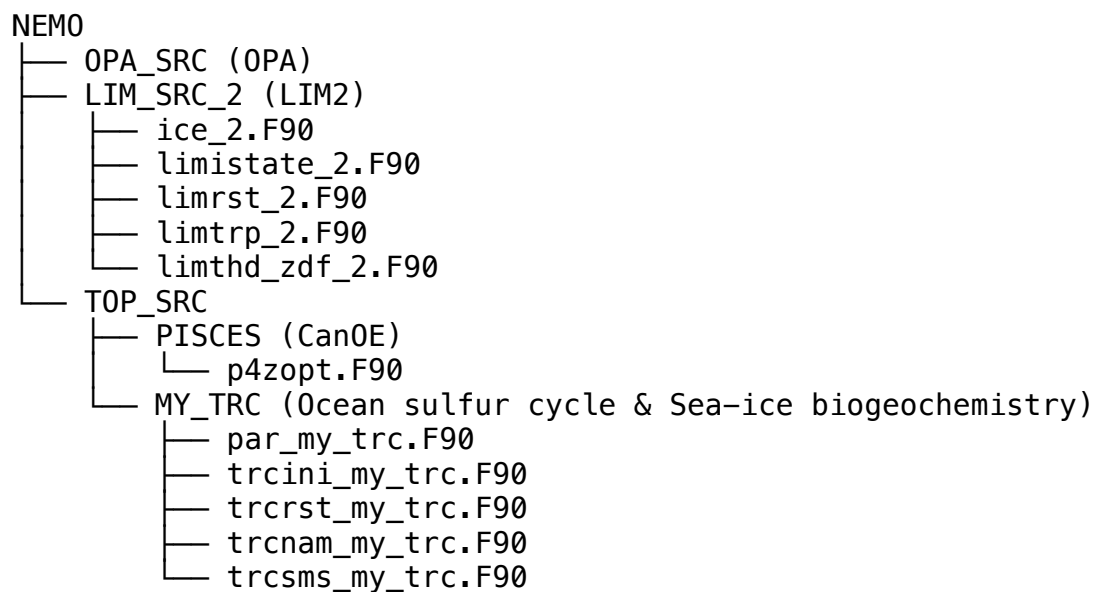 NEMO
├── OPA_SRC (OPA)
├── LIM_SRC_2 (LIM2)
│   ├── ice_2.F90
│   ├── limistate_2.F90
│   ├── limrst_2.F90
│   ├── limtrp_2.F90
│   └── limthd_zdf_2.F90
└── TOP_SRC
    ├── PISCES (CanOE)
    │   └── p4zopt.F90
    └── MY_TRC (Ocean sulfur cycle & Sea-ice biogeochemistry)
        ├── par_my_trc.F90
        ├── trcini_my_trc.F90
        ├── trcrst_my_trc.F90
        ├── trcnam_my_trc.F90
        └── trcsms_my_trc.F90